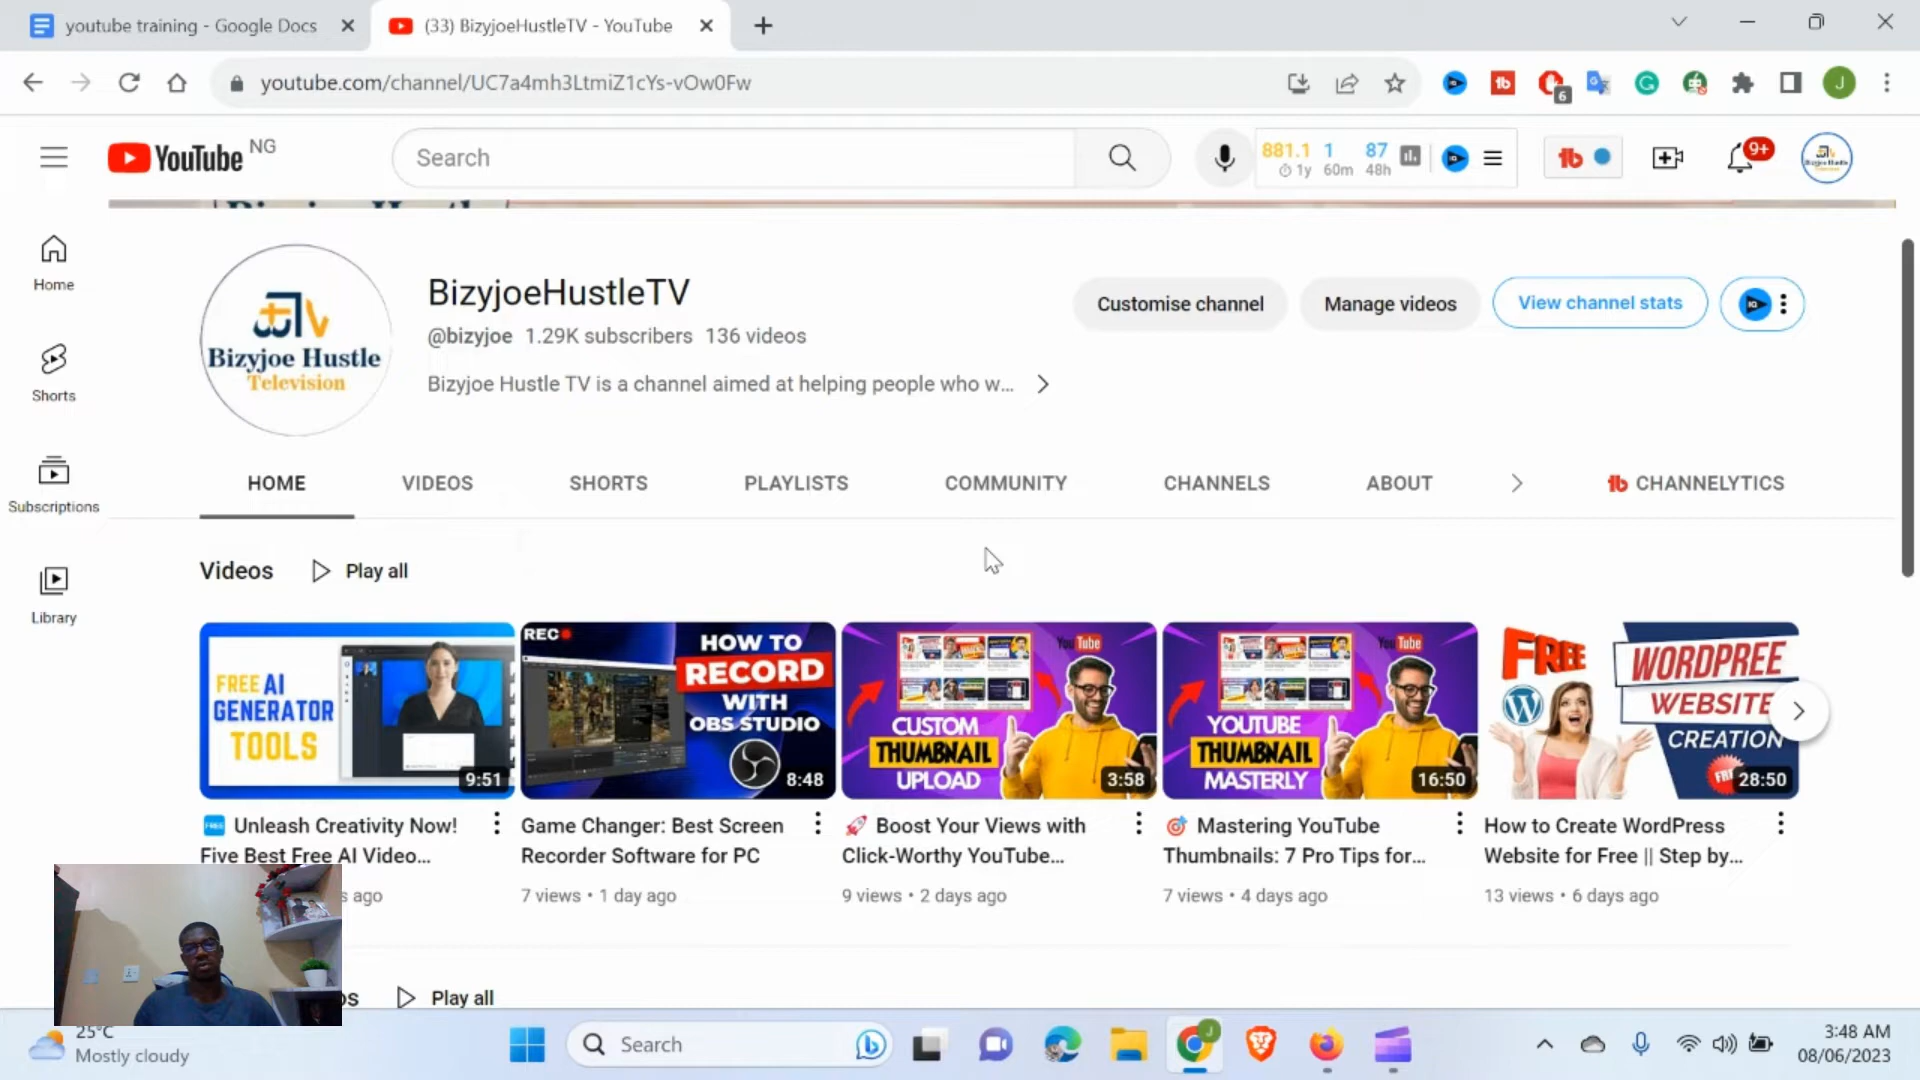 youtube training - Google Docs
(33) BizyjoeHustleTV - YouTube
youtube.com/channel/UC7a4mh3LtmiZ1cYs-vOw0Fw
6
J
YouTube NG
Search
881.1 1 87
1y 60m 48h
9+
Home
Shorts
Subscriptions
Library
Bizyjoe Hustle
Television
BizyjoeHustleTV
@bizyjoe 1.29K subscribers 136 videos
Bizyjoe Hustle TV is a channel aimed at helping people who w...
Customise channel
Manage videos
View channel stats
HOME
VIDEOS
SHORTS
PLAYLISTS
COMMUNITY
CHANNELS
ABOUT
CHANNELYTICS
Videos
Play all
FREE AI
GENERATOR
TOOLS
9:51
Unleash Creativity Now!
Five Best Free AI Video...
s ago
REC
HOW TO
RECORD
WITH
OBS STUDIO
8:48
Game Changer: Best Screen
Recorder Software for PC
7 views • 1 day ago
YouTube
CUSTOM
THUMBNAIL
UPLOAD
3:58
Boost Your Views with
Click-Worthy YouTube...
9 views • 2 days ago
YouTube
YOUTUBE
THUMBNAIL
MASTERLY
16:50
Mastering YouTube
Thumbnails: 7 Pro Tips for...
7 views • 4 days ago
FREE
WORDPREE
WEBSITE
CREATION
28:50
How to Create WordPress
Website for Free || Step by...
13 views • 6 days ago
os
Play all
25°C
Mostly cloudy
Search
J
3:48 AM
08/06/2023